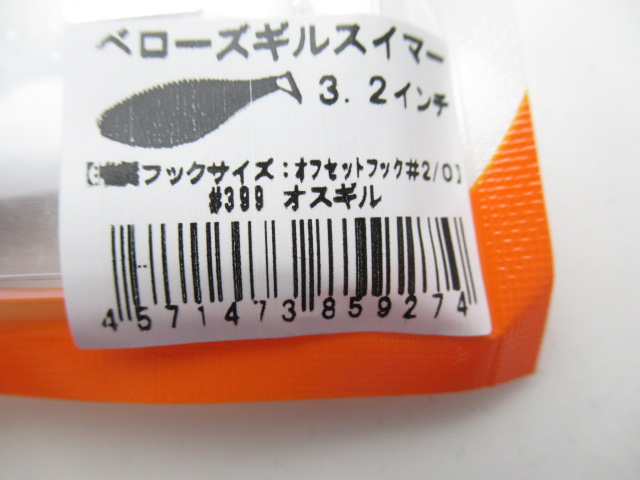 ベローズギルスイマー
3.2インチ
フックサイズ:オフセットフック#2/0】
#399 オスギル
4571473859274